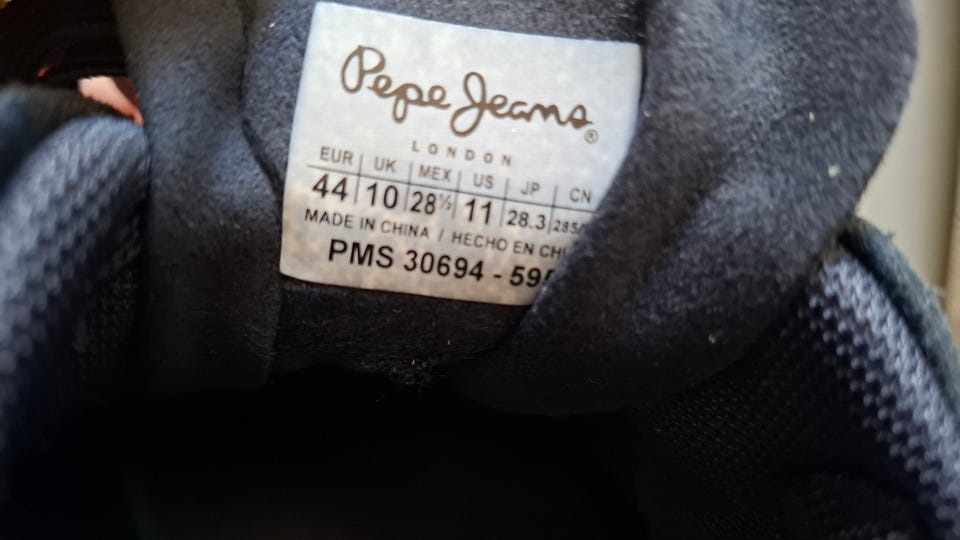 Pepe Jeans®
LONDON
EUR UK MEX US JP CN
44 10 28½ 11 28.3
MADE IN CHINA / HECHO EN
PMS 30694 -